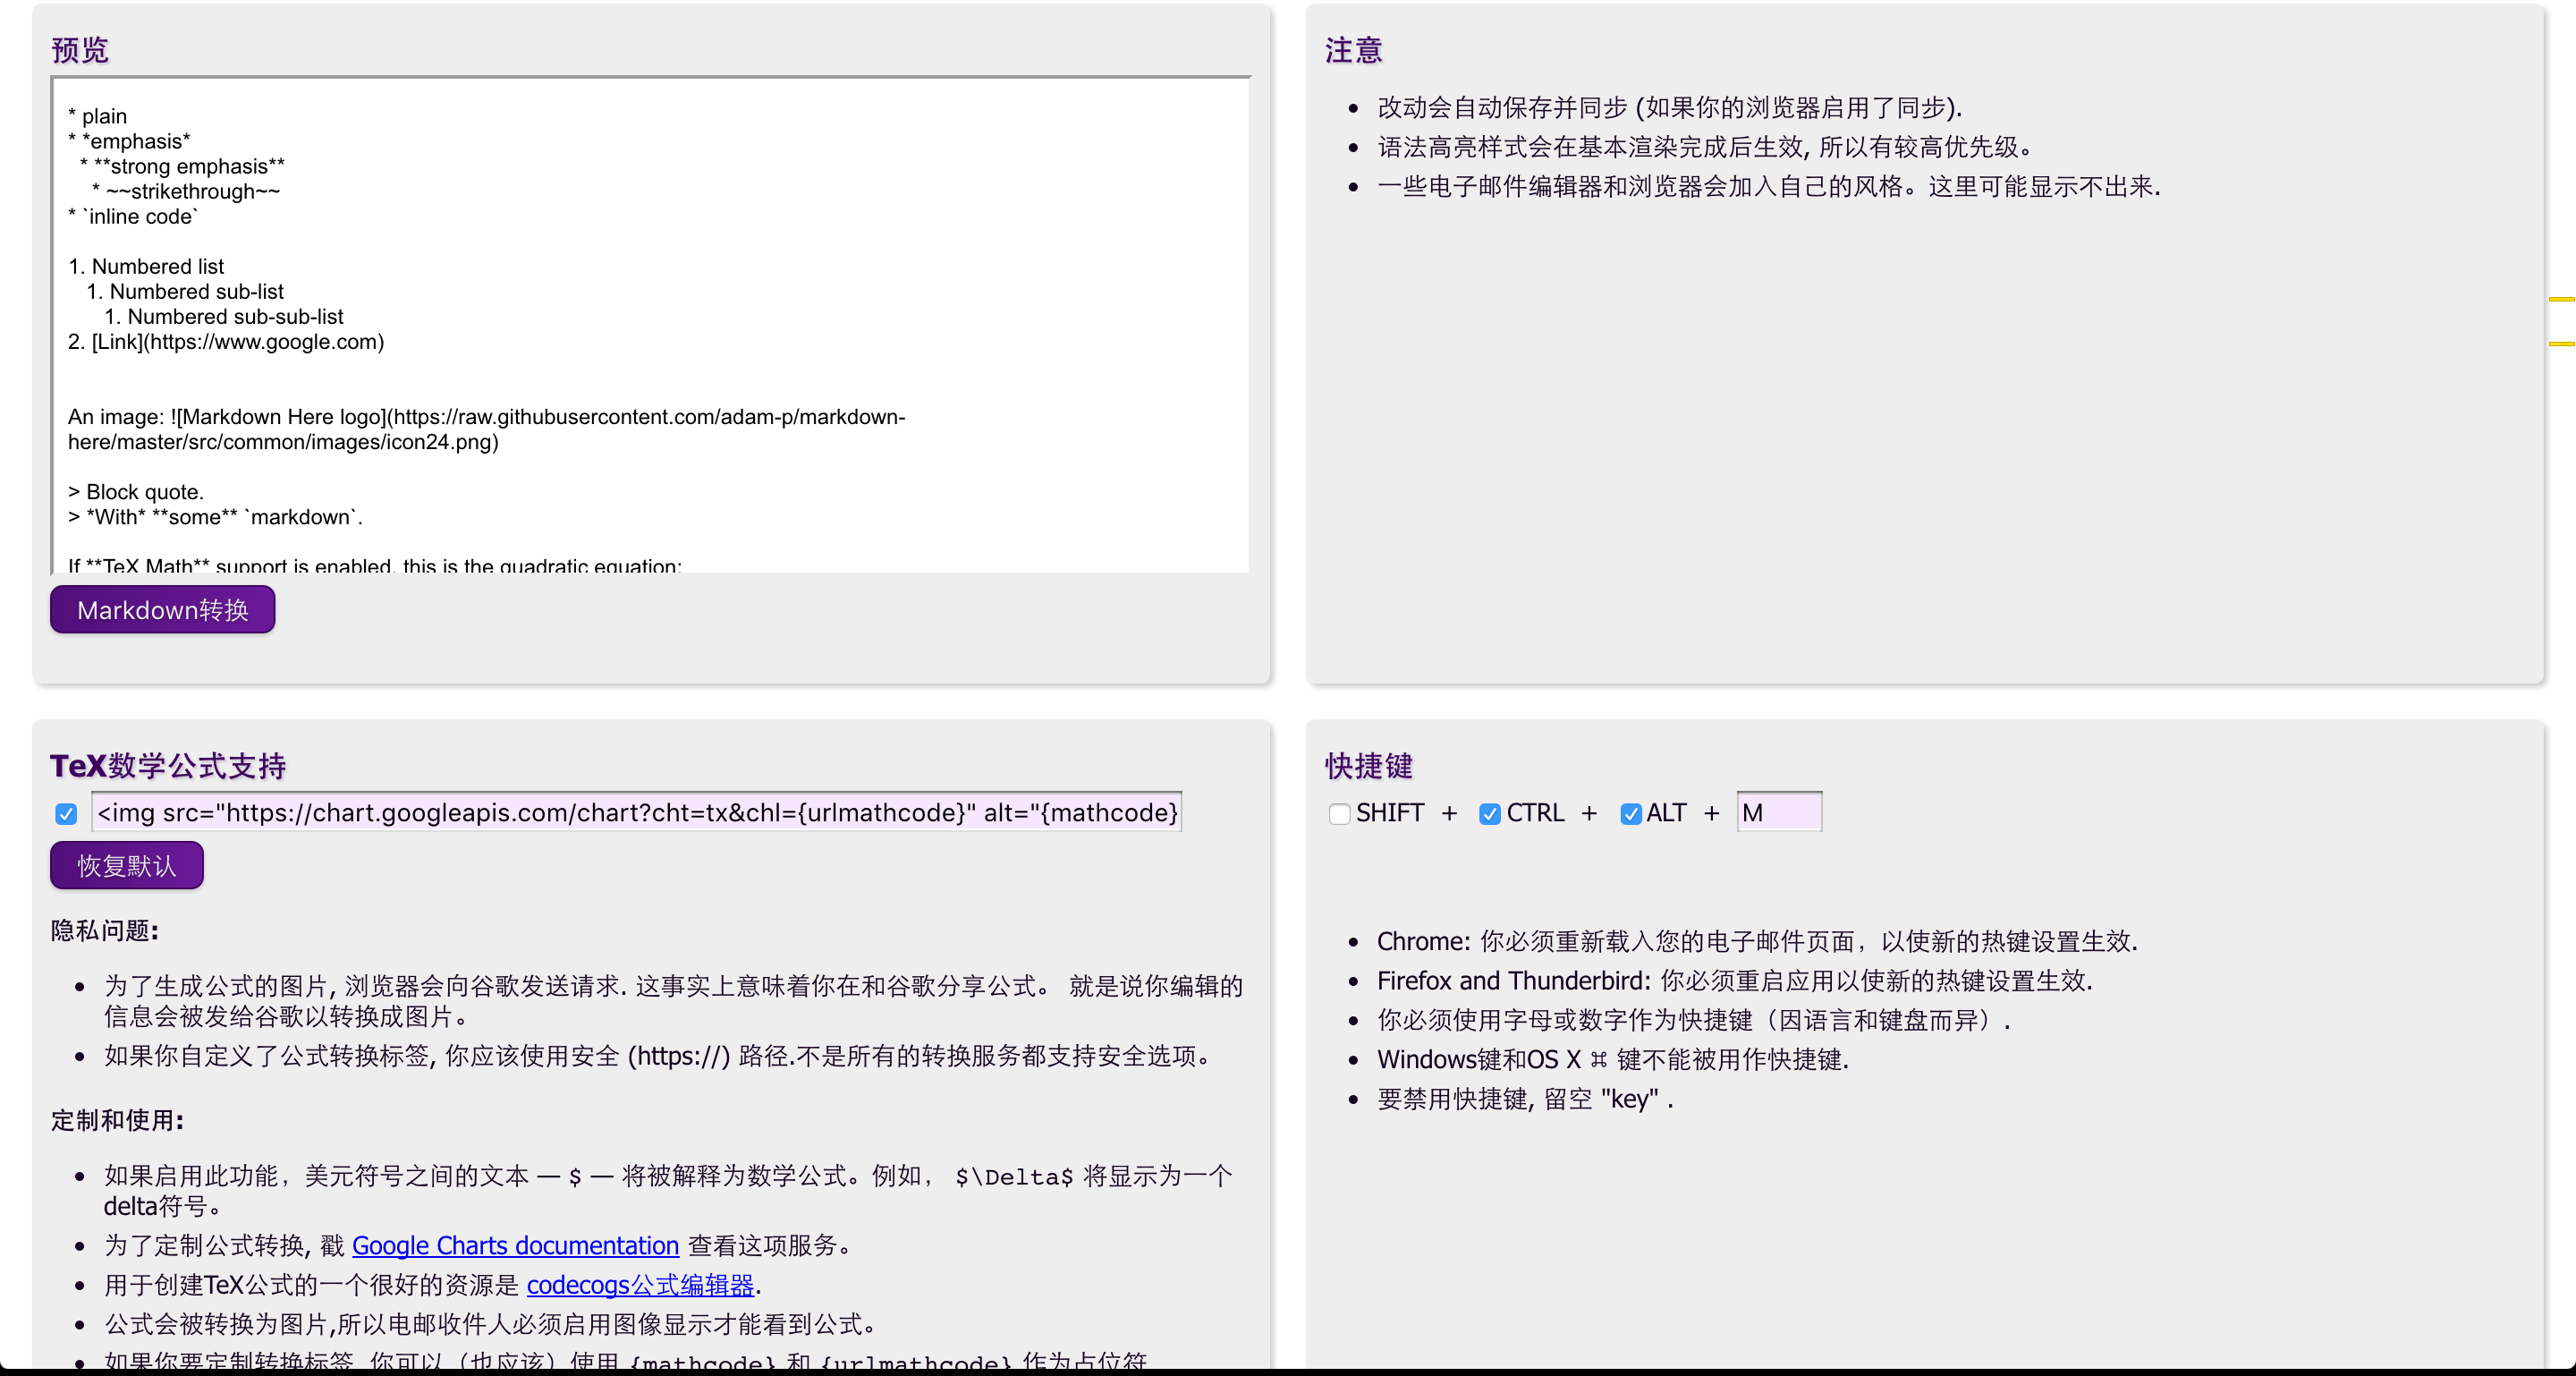 预览
* plain
* *emphasis*
* **strong emphasis**
* ~~strikethrough~~
* `inline code`
1. Numbered list
1. Numbered sub-list
1. Numbered sub-sub-list
2. [Link](https://www.google.com)
An image: ![Markdown Here logo](https://raw.githubusercontent.com/adam-p/markdown-
here/master/src/common/images/icon24.png)
> Block quote.
> *With* **some** `markdown`.
If **TeX Math** support is enabled, this is the quadratic equation:
Markdown转换
注意
• 改动会自动保存并同步 (如果你的浏览器启用了同步).
• 语法高亮样式会在基本渲染完成后生效, 所以有较高优先级。
• 一些电子邮件编辑器和浏览器会加入自己的风格。这里可能显示不出来.
TeX数学公式支持
<img src="https://chart.googleapis.com/chart?cht=tx&chl={urlmathcode}" alt="{mathcode}
恢复默认
隐私问题:
• 为了生成公式的图片, 浏览器会向谷歌发送请求. 这事实上意味着你在和谷歌分享公式。 就是说你编辑的
信息会被发给谷歌以转换成图片。
• 如果你自定义了公式转换标签, 你应该使用安全 (https://) 路径.不是所有的转换服务都支持安全选项。
定制和使用:
• 如果启用此功能，美元符号之间的文本 — $ — 将被解释为数学公式。例如， $\Delta$ 将显示为一个
delta符号。
• 为了定制公式转换, 戳 Google Charts documentation 查看这项服务。
• 用于创建TeX公式的一个很好的资源是 codecogs公式编辑器.
• 公式会被转换为图片,所以电邮收件人必须启用图像显示才能看到公式。
• 如果你要定制转换标签, 你可以（也应该）使用 {mathcode} 和 {urlmathcode} 作为占位符
快捷键
SHIFT + CTRL + ALT + M
• Chrome: 你必须重新载入您的电子邮件页面，以使新的热键设置生效.
• Firefox and Thunderbird: 你必须重启应用以使新的热键设置生效.
• 你必须使用字母或数字作为快捷键（因语言和键盘而异）.
• Windows键和OS X ⌘ 键不能被用作快捷键.
• 要禁用快捷键, 留空 "key" .